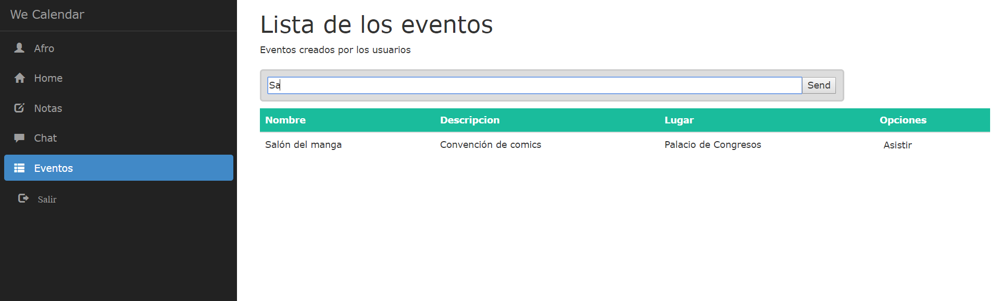 We Calendar
Afro
Home
Notas
Chat
Eventos
Salir
Lista de los eventos
Eventos creados por los usuarios
Sa Send
Nombre Descripcion Lugar Opciones
Salón del manga Convención de comics Palacio de Congresos Asistir